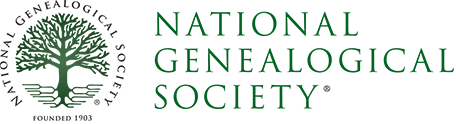 NATIONAL GENEALOGICAL SOCIETY
®
FOUNDED 1903
NATIONAL
GENEALOGICAL
SOCIETY®